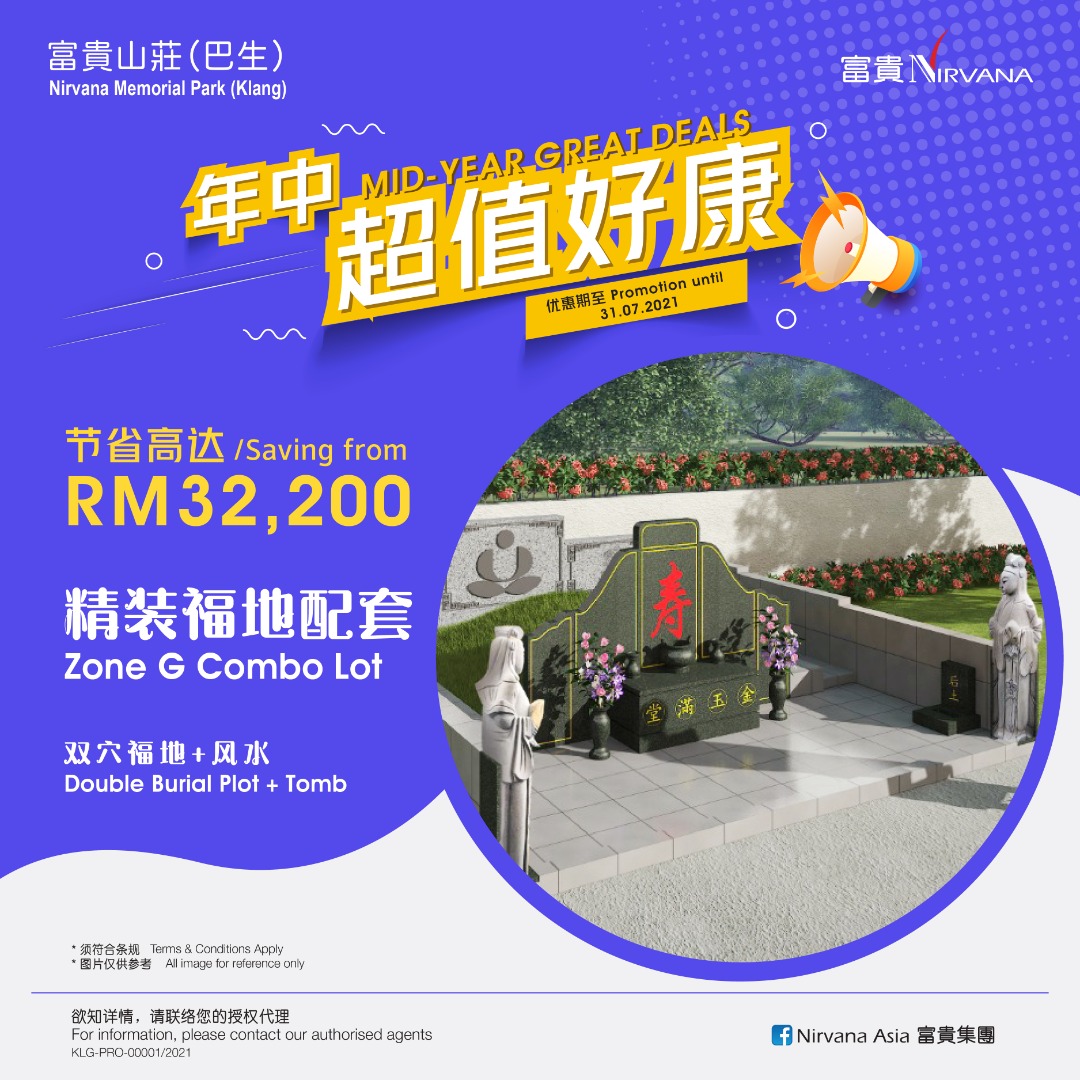 富貴山莊(巴生)
Nirvana Memorial Park (Klang)
富貴 NIRVANA
年中
MID-YEAR GREAT DEALS
超值好康
优惠期至 Promotion until
31.07.2021
节省高达 /Saving from
RM32,200
精装福地配套
Zone G Combo Lot
双穴福地+风水
Double Burial Plot + Tomb
寿
堂滿玉金
后土
* 须符合条规 Terms & Conditions Apply
* 图片仅供参考 All image for reference only
欲知详情，请联络您的授权代理
For information, please contact our authorised agents
KLG-PRO-00001/2021
Nirvana Asia 富貴集團